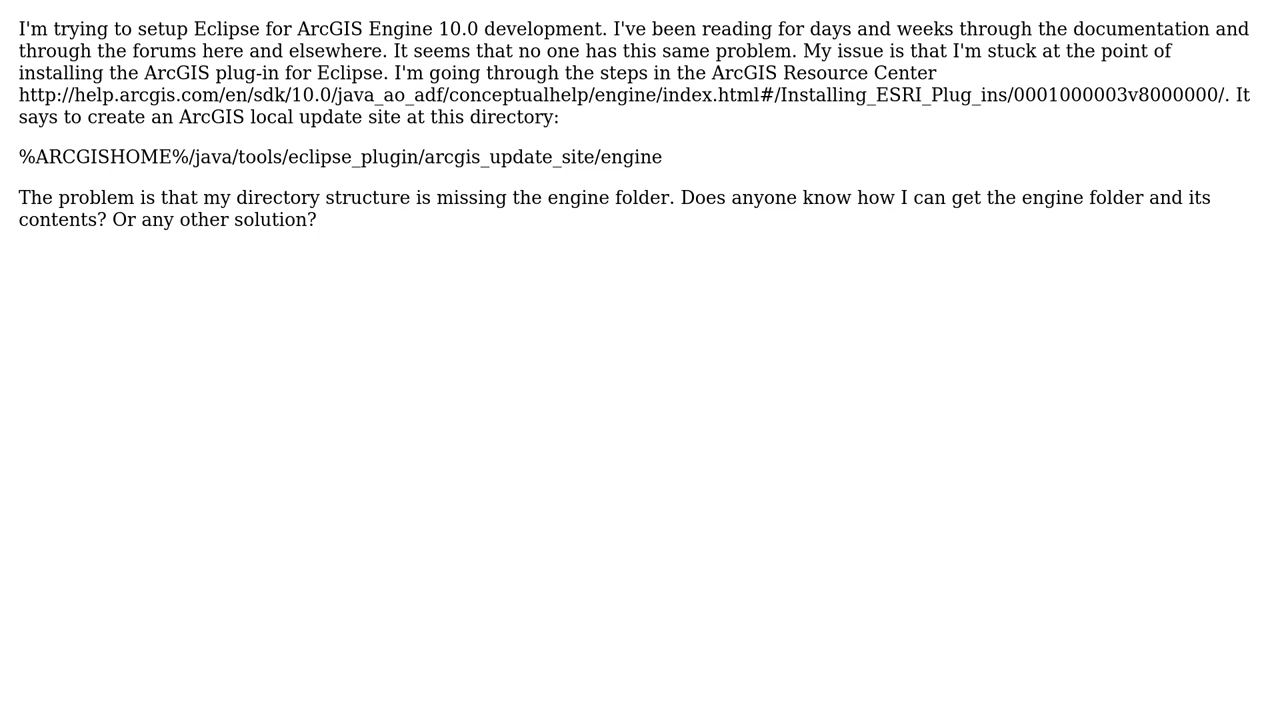 I'm trying to setup Eclipse for ArcGIS Engine 10.0 development. I've been reading for days and weeks through the documentation and
through the forums here and elsewhere. It seems that no one has this same problem. My issue is that I'm stuck at the point of
installing the ArcGIS plug-in for Eclipse. I'm going through the steps in the ArcGIS Resource Center
http://help.arcgis.com/en/sdk/10.0/java_ao_adf/conceptualhelp/engine/index.html#/Installing_ESRI_Plug_ins/0001000003v8000000/. It
says to create an ArcGIS local update site at this directory:
%ARCGISHOME%/java/tools/eclipse_plugin/arcgis_update_site/engine
The problem is that my directory structure is missing the engine folder. Does anyone know how I can get the engine folder and its
contents? Or any other solution?